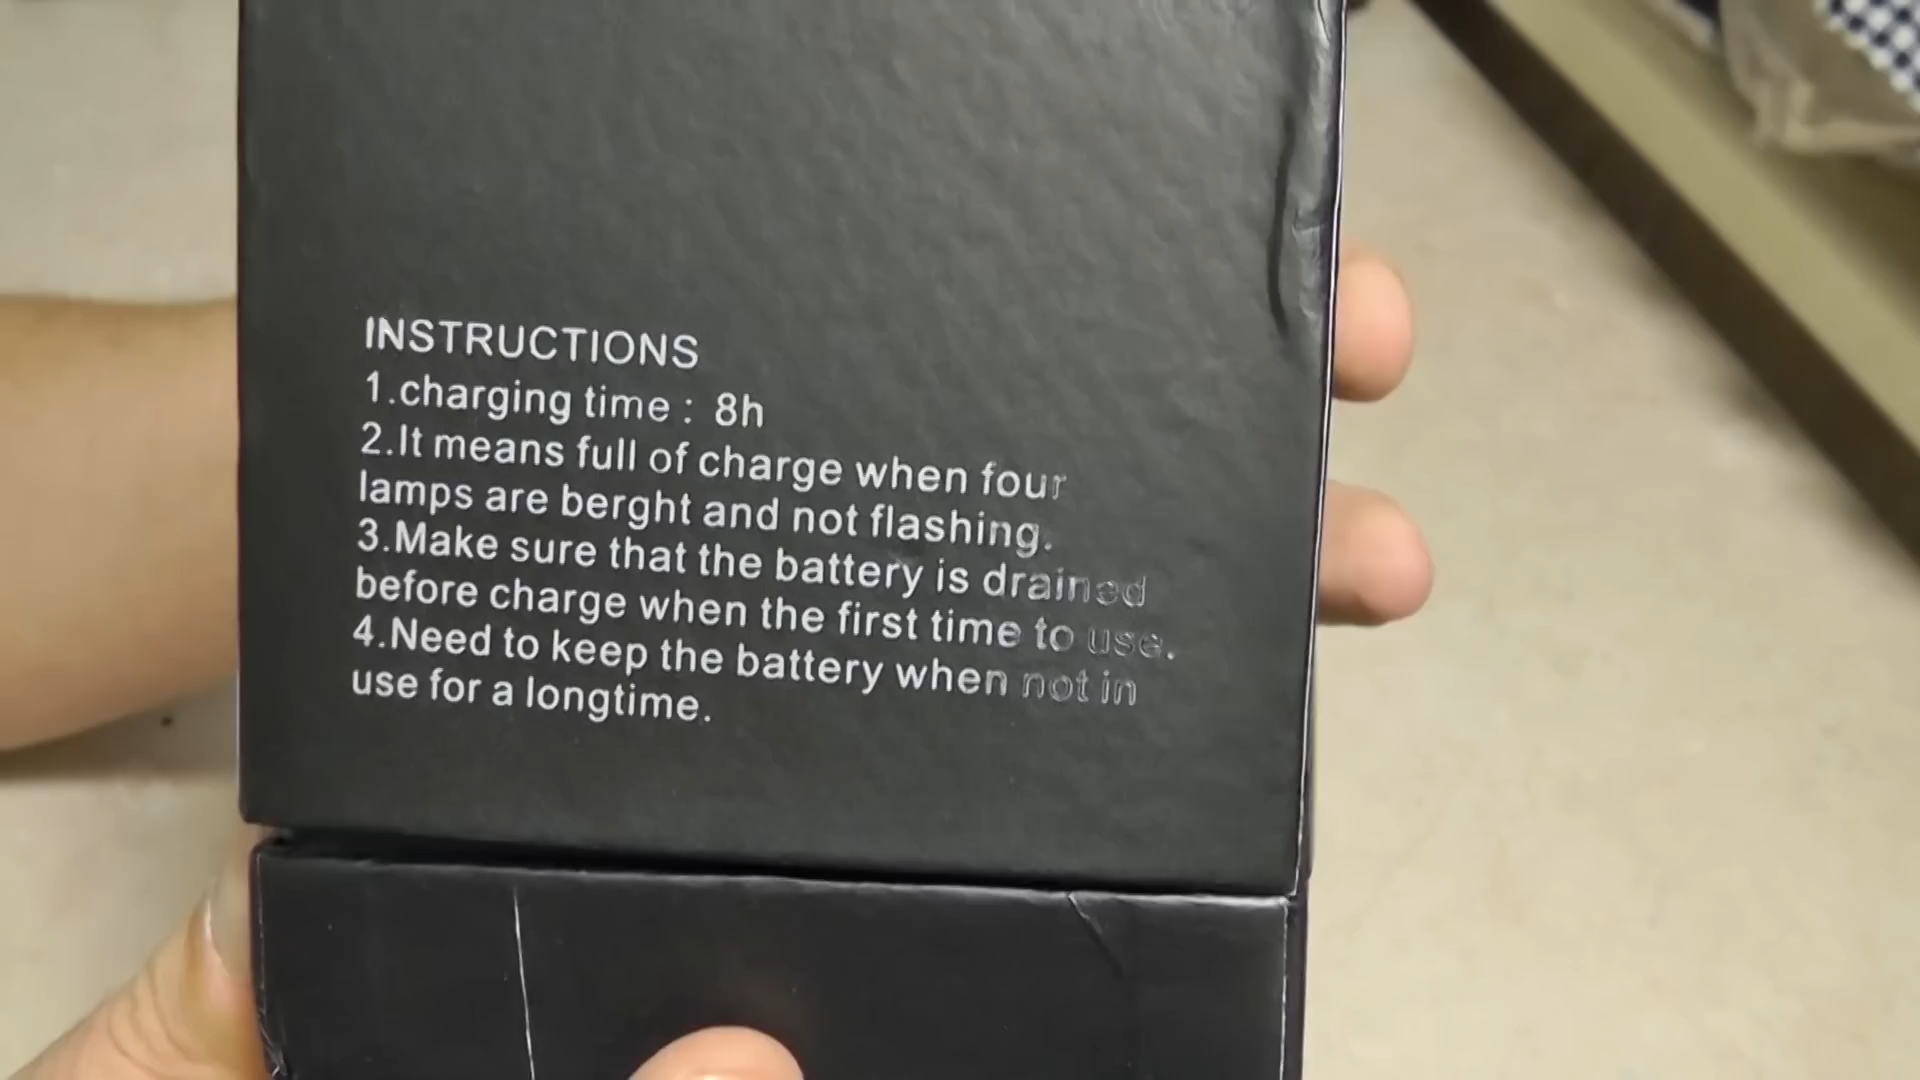 INSTRUCTIONS
1.charging time : 8h
2.It means full of charge when four
lamps are berght and not flashing.
3.Make sure that the battery is drained
before charge when the first time to use.
4.Need to keep the battery when not in
use for a longtime.